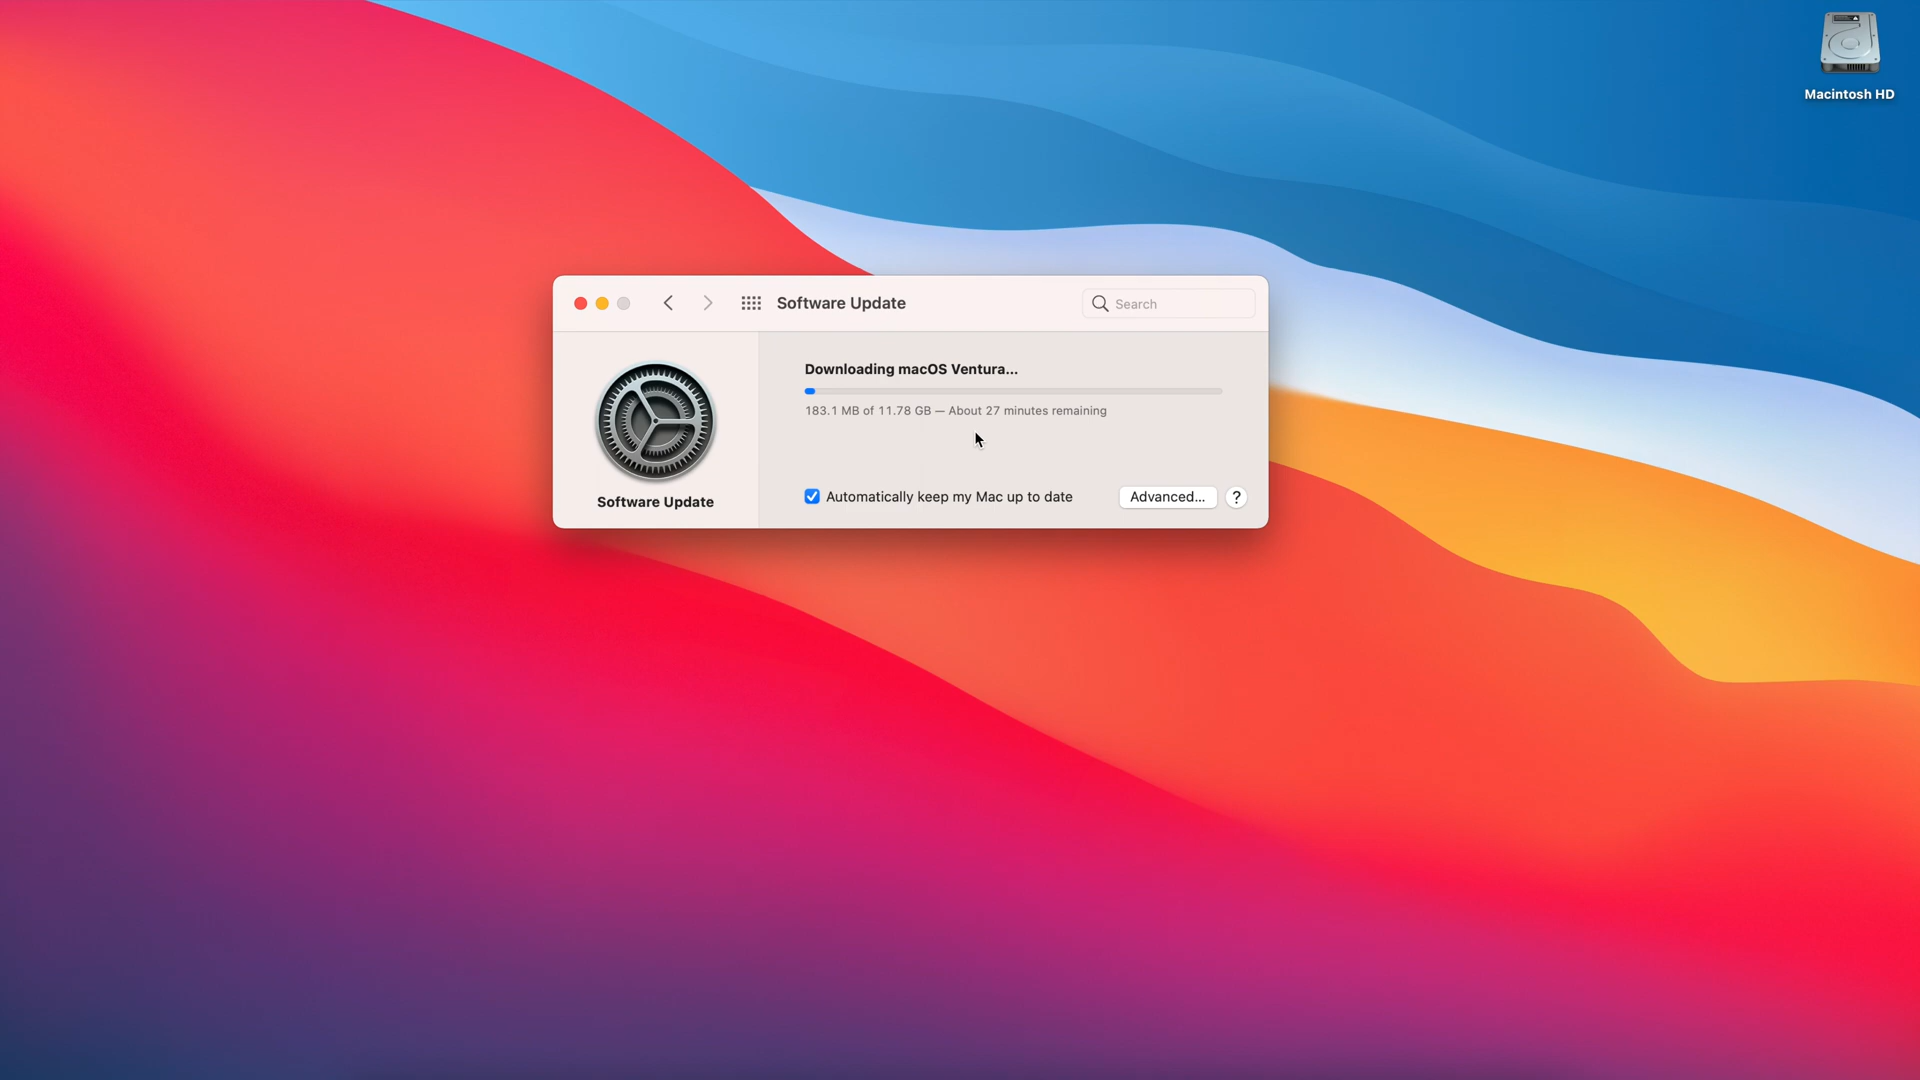 Macintosh HD
Software Update
Search
Downloading macOS Ventura...
183.1 MB of 11.78 GB — About 27 minutes remaining
Automatically keep my Mac up to date
Advanced...
?
Software Update